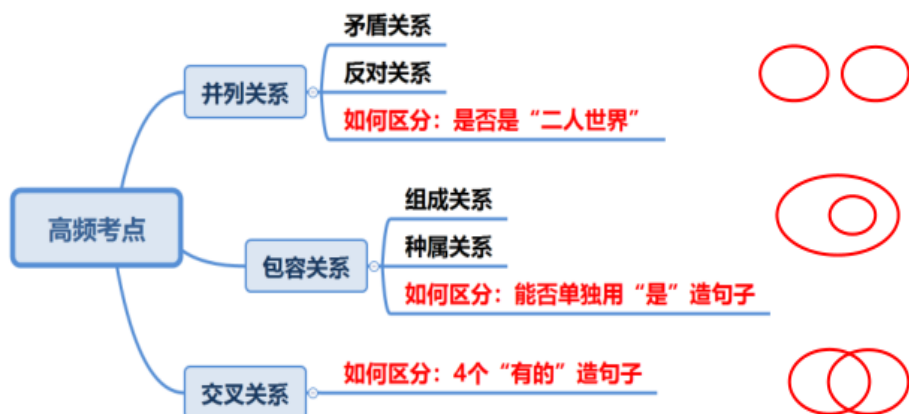 高频考点
并列关系
矛盾关系
反对关系
如何区分：是否是“二人世界”
包容关系
组成关系
种属关系
如何区分：能否单独用“是”造句子
交叉关系
如何区分：4个“有的”造句子